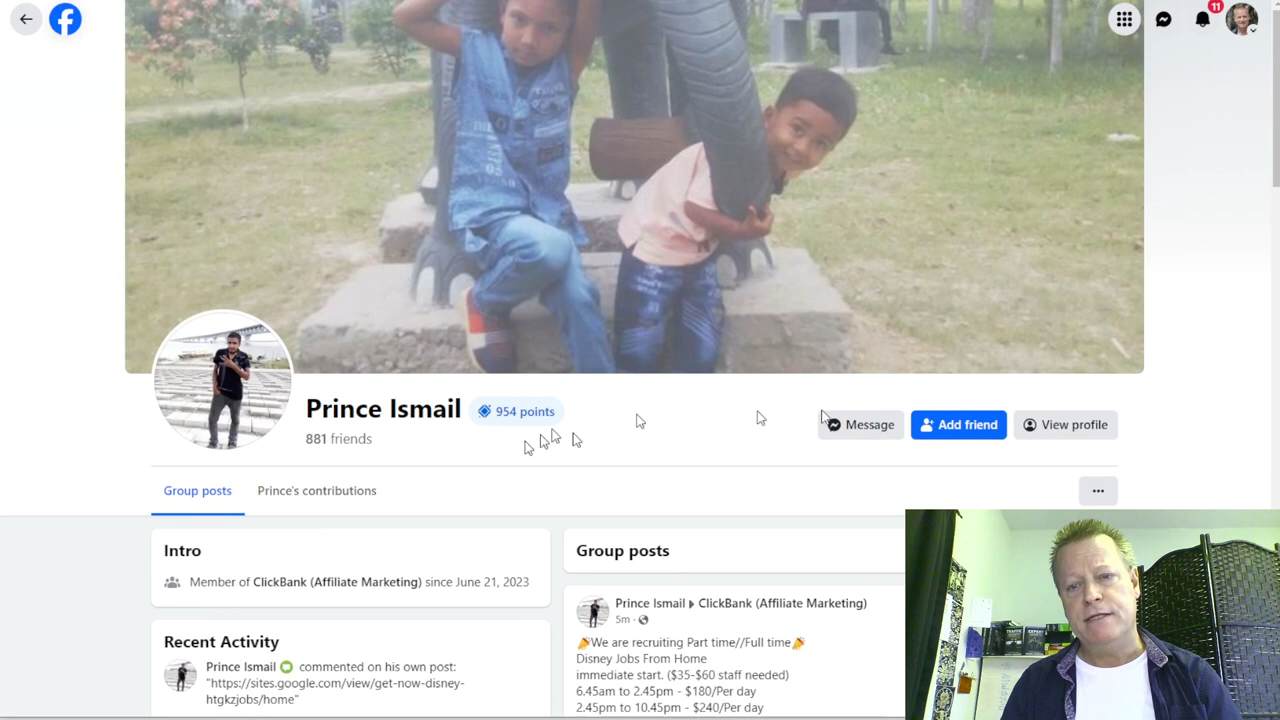 11
Prince Ismail 954 points
881 friends
Message
Add friend
View profile
Group posts
Prince's contributions
Intro
Member of ClickBank (Affiliate Marketing) since June 21, 2023
Recent Activity
Prince Ismail commented on his own post:
"https://sites.google.com/view/get-now-disney-
htgkzjobs/home"
Group posts
Prince Ismail ▸ ClickBank (Affiliate Marketing)
5m ·
🎉We are recruiting Part time//Full time🎉
Disney Jobs From Home
immediate start. ($35-$60 staff needed)
6.45am to 2.45pm - $180/Per day
2.45pm to 10.45pm - $240/Per day
TRAFFIC
EXPERT